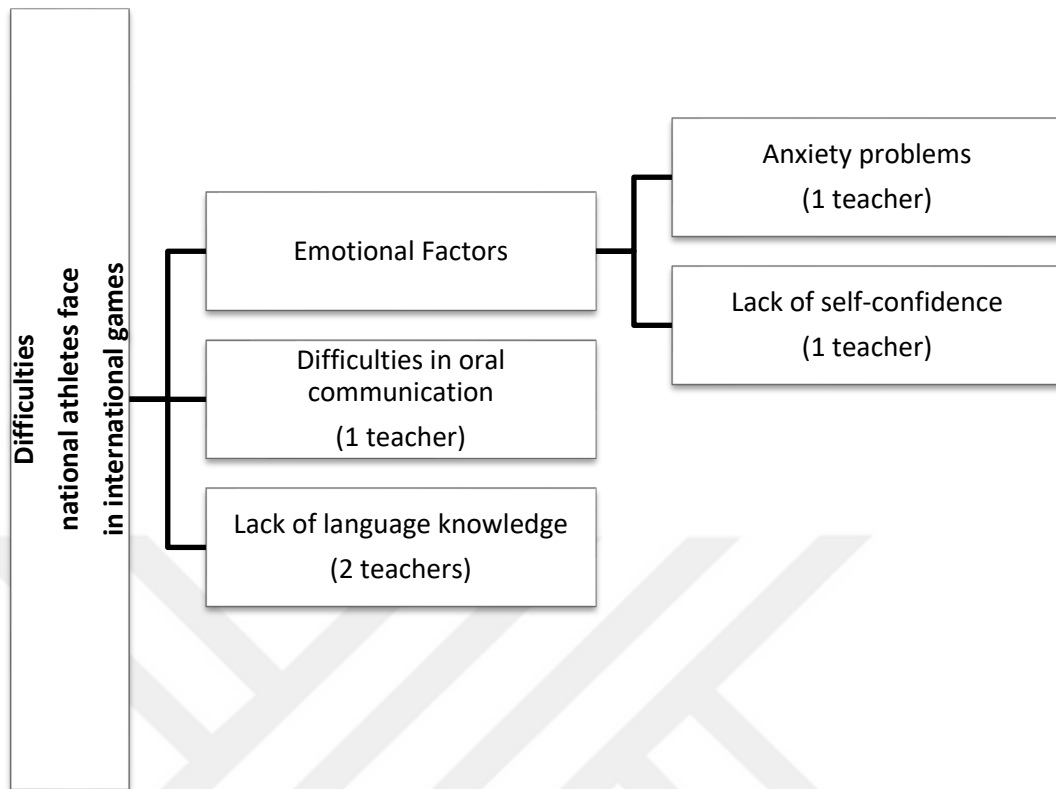 Difficulties
national athletes face
in international games
Emotional Factors
Anxiety problems
(1 teacher)
Lack of self-confidence
(1 teacher)
Difficulties in oral
communication
(1 teacher)
Lack of language knowledge
(2 teachers)